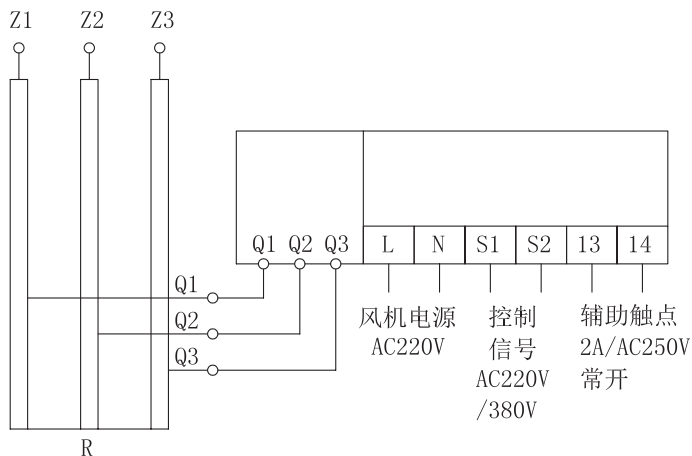 Z1 Z2 Z3
Q1 Q2 Q3 L N S1 S2 13 14
Q1
Q2
Q3
风机电源
AC220V
控制
信号
AC220V
/380V
辅助触点
2A/AC250V
常开
R